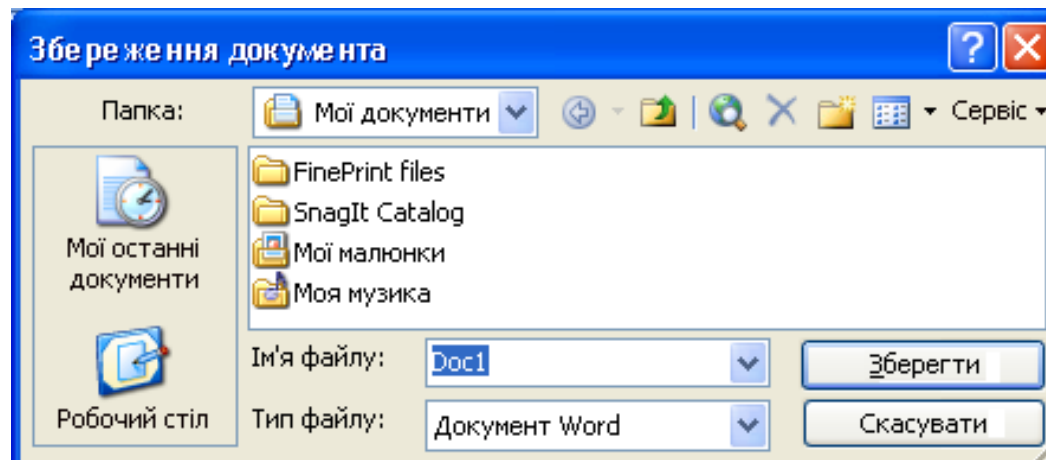 Збереження документа
Папка:
Мої документи
Сервіс
Мої останні
документи
Робочий стіл
FinePrint files
SnagIt Catalog
Мої малюнки
Моя музика
Ім'я файлу:
Doc1
Зберегти
Тип файлу:
Документ Word
Скасувати